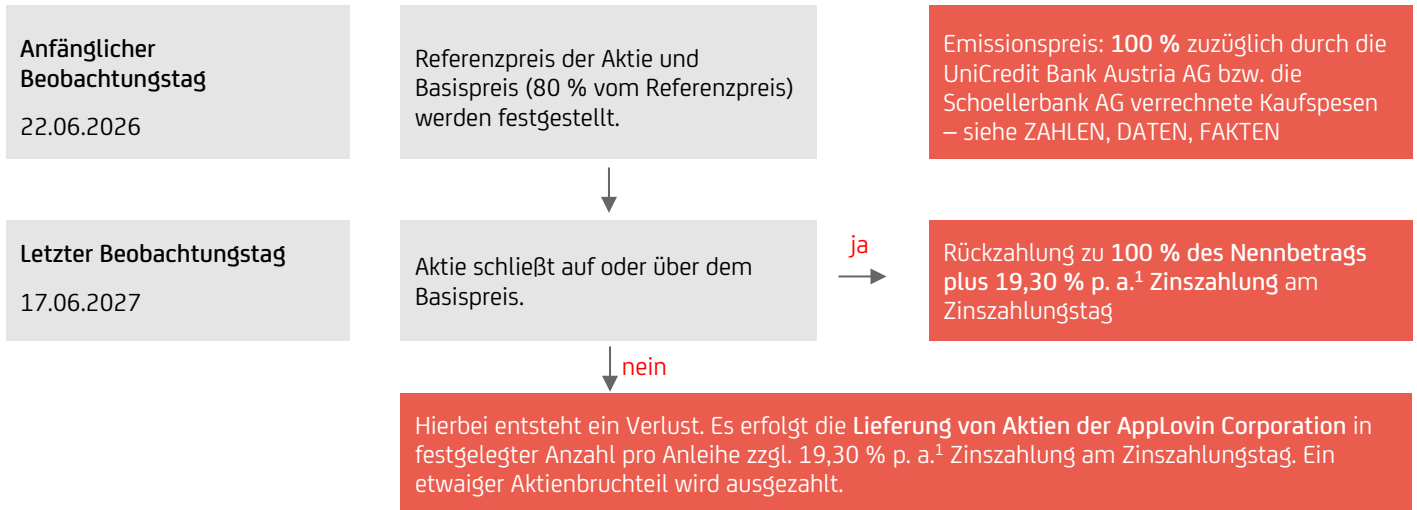 Anfänglicher
Beobachtungstag
22.06.2026
Referenzpreis der Aktie und
Basispreis (80 % vom Referenzpreis)
werden festgestellt.
Emissionspreis: 100 % zuzüglich durch die
UniCredit Bank Austria AG bzw. die
Schoellerbank AG verrechnete Kaufspesen
– siehe ZAHLEN, DATEN, FAKTEN
Letzter Beobachtungstag
17.06.2027
Aktie schließt auf oder über dem
Basispreis.
ja
Rückzahlung zu 100 % des Nennbetrags
plus 19,30 % p. a.¹ Zinszahlung am
Zinszahlungstag
nein
Hierbei entsteht ein Verlust. Es erfolgt die Lieferung von Aktien der AppLovin Corporation in
festgelegter Anzahl pro Anleihe zzgl. 19,30 % p. a.¹ Zinszahlung am Zinszahlungstag. Ein
etwaiger Aktienbruchteil wird ausgezahlt.